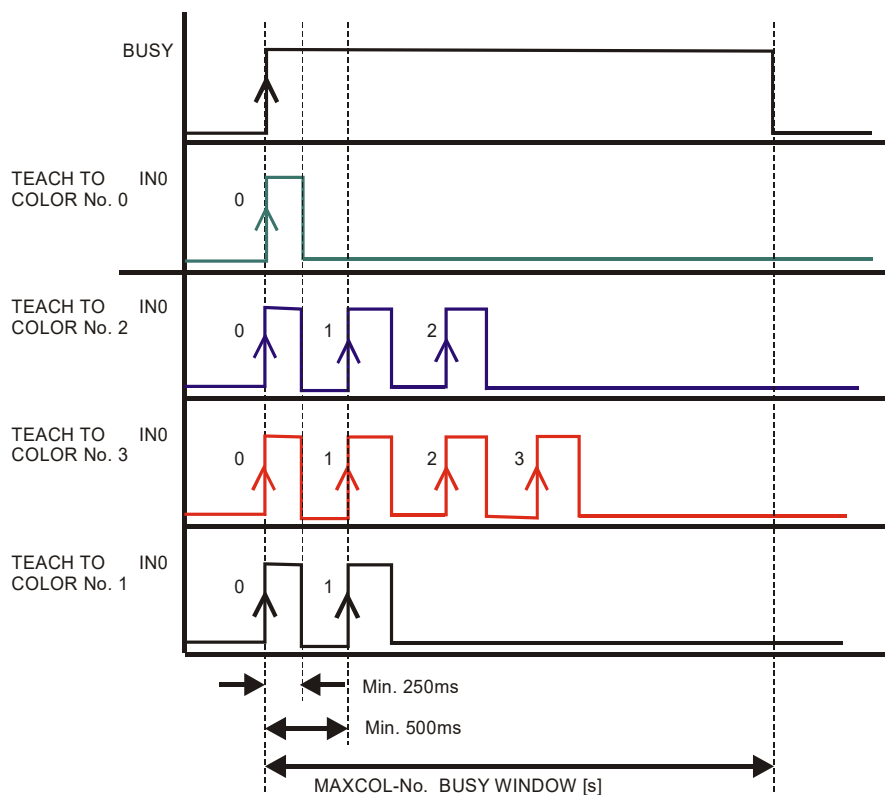 BUSY
TEACH TO IN0
COLOR No. 0 0
TEACH TO IN0
COLOR No. 2 0 1 2
TEACH TO IN0
COLOR No. 3 0 1 2 3
TEACH TO IN0
COLOR No. 1 0 1
Min. 250ms
Min. 500ms
MAXCOL-No. BUSY WINDOW [s]